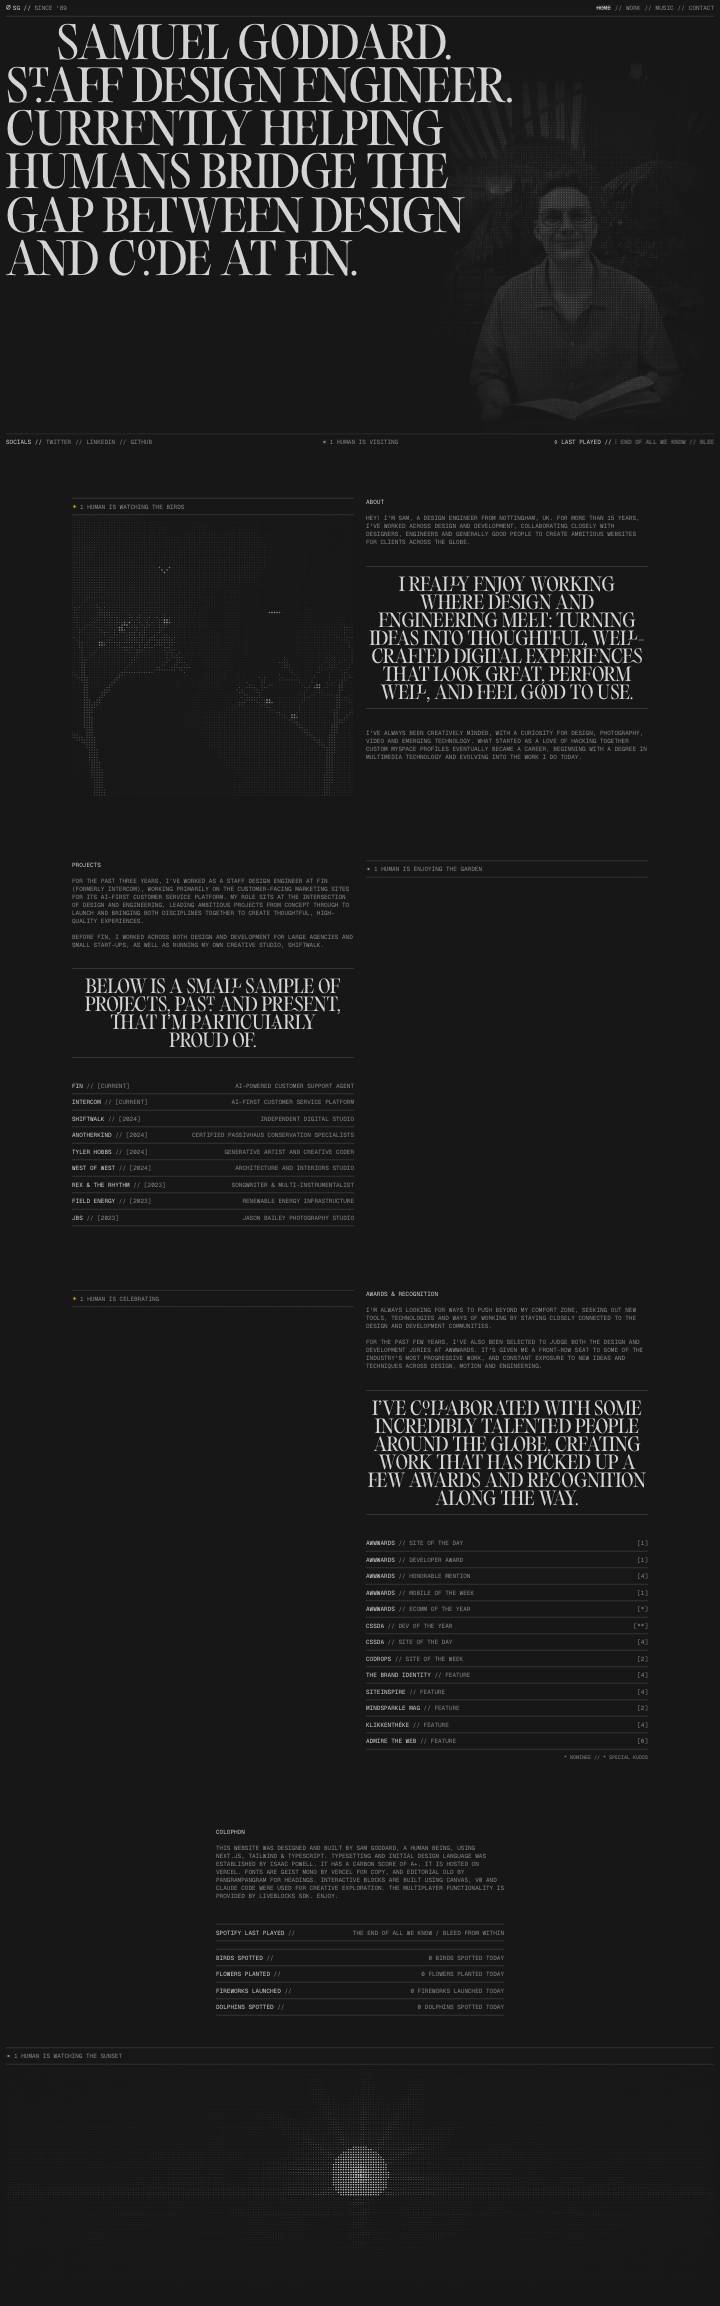 Ø SG // SINCE '89
HOME // WORK // MUSIC // CONTACT
SAMUEL GODDARD.
STAFF DESIGN ENGINEER.
CURRENTLY HELPING
HUMANS BRIDGE THE
GAP BETWEEN DESIGN
AND CODE AT FIN.
SOCIALS // TWITTER // LINKEDIN // GITHUB
1 HUMAN IS VISITING
LAST PLAYED // END OF ALL WE KNOW // BLEE
1 HUMAN IS WATCHING THE BIRDS
ABOUT
HEY! I'M SAM, A DESIGN ENGINEER FROM NOTTINGHAM, UK. FOR MORE THAN 15 YEARS,
I'VE WORKED ACROSS DESIGN AND DEVELOPMENT, COLLABORATING CLOSELY WITH
DESIGNERS, ENGINEERS AND GENERALLY GOOD PEOPLE TO CREATE AMBITIOUS WEBSITES
FOR CLIENTS ACROSS THE GLOBE.
I REALLY ENJOY WORKING
WHERE DESIGN AND
ENGINEERING MEET: TURNING
IDEAS INTO THOUGHTFUL, WELL-
CRAFTED DIGITAL EXPERIENCES
THAT LOOK GREAT, PERFORM
WELL, AND FEEL GOOD TO USE.
I'VE ALWAYS BEEN CREATIVELY MINDED, WITH A CURIOSITY FOR DESIGN, PHOTOGRAPHY,
VIDEO AND EMERGING TECHNOLOGY. WHAT STARTED AS A LOVE OF HACKING TOGETHER
CUSTOM MYSPACE PROFILES EVENTUALLY BECAME A CAREER, BEGINNING WITH A DEGREE IN
MULTIMEDIA TECHNOLOGY AND EVOLVING INTO THE WORK I DO TODAY.
PROJECTS
FOR THE PAST THREE YEARS, I'VE WORKED AS A STAFF DESIGN ENGINEER AT FIN
(FORMERLY INTERCOM), WORKING PRIMARILY ON THE CUSTOMER-FACING MARKETING SITES
FOR ITS AI-FIRST CUSTOMER SERVICE PLATFORM. MY ROLE SITS AT THE INTERSECTION
OF DESIGN AND ENGINEERING, LEADING AMBITIOUS PROJECTS FROM CONCEPT THROUGH TO
LAUNCH AND BRINGING BOTH DISCIPLINES TOGETHER TO CREATE THOUGHTFUL, HIGH-
QUALITY EXPERIENCES.
BEFORE FIN, I WORKED ACROSS BOTH DESIGN AND DEVELOPMENT FOR LARGE AGENCIES AND
SMALL START-UPS, AS WELL AS RUNNING MY OWN CREATIVE STUDIO, SHIFTWALK.
BELOW IS A SMALL SAMPLE OF
PROJECTS, PAST AND PRESENT,
THAT I'M PARTICULARLY
PROUD OF.
FIN // [CURRENT] AI-POWERED CUSTOMER SUPPORT AGENT
INTERCOM // [CURRENT] AI-FIRST CUSTOMER SERVICE PLATFORM
SHIFTWALK // [2024] INDEPENDENT DIGITAL STUDIO
ANOTHERKIND // [2024] CERTIFIED PASSIVHAUS CONSERVATION SPECIALISTS
TYLER HOBBS // [2024] GENERATIVE ARTIST AND CREATIVE CODER
WEST OF WEST // [2024] ARCHITECTURE AND INTERIORS STUDIO
REX & THE RHYTHM // [2023] SONGWRITER & MULTI-INSTRUMENTALIST
FIELD ENERGY // [2023] RENEWABLE ENERGY INFRASTRUCTURE
JBS // [2023] JASON BAILEY PHOTOGRAPHY STUDIO
1 HUMAN IS ENJOYING THE GARDEN
1 HUMAN IS CELEBRATING
AWARDS & RECOGNITION
I'M ALWAYS LOOKING FOR WAYS TO PUSH BEYOND MY COMFORT ZONE, SEEKING OUT NEW
TOOLS, TECHNOLOGIES AND WAYS OF WORKING BY STAYING CLOSELY CONNECTED TO THE
DESIGN AND DEVELOPMENT COMMUNITIES.
FOR THE PAST FEW YEARS, I'VE ALSO BEEN SELECTED TO JUDGE BOTH THE DESIGN AND
DEVELOPMENT JURIES AT AWWWARDS. IT'S GIVEN ME A FRONT-ROW SEAT TO SOME OF THE
INDUSTRY'S MOST PROGRESSIVE WORK, AND CONSTANT EXPOSURE TO NEW IDEAS AND
TECHNIQUES ACROSS DESIGN, MOTION AND ENGINEERING.
I'VE COLLABORATED WITH SOME
INCREDIBLY TALENTED PEOPLE
AROUND THE GLOBE, CREATING
WORK THAT HAS PICKED UP A
FEW AWARDS AND RECOGNITION
ALONG THE WAY.
AWWWARDS // SITE OF THE DAY [1]
AWWWARDS // DEVELOPER AWARD [1]
AWWWARDS // HONORABLE MENTION [4]
AWWWARDS // MOBILE OF THE WEEK [1]
AWWWARDS // ECOMM OF THE YEAR [*]
CSSDA // DEV OF THE YEAR [**]
CSSDA // SITE OF THE DAY [4]
CODROPS // SITE OF THE WEEK [2]
THE BRAND IDENTITY // FEATURE [4]
SITEINSPIRE // FEATURE [4]
MINDSPARKLE MAG // FEATURE [2]
KLIKKENTHÉKE // FEATURE [4]
ADMIRE THE WEB // FEATURE [6]
* NOMINEE // * SPECIAL KUDOS
COLOPHON
THIS WEBSITE WAS DESIGNED AND BUILT BY SAM GODDARD, A HUMAN BEING, USING
NEXT.JS, TAILWIND & TYPESCRIPT. TYPESETTING AND INITIAL DESIGN LANGUAGE WAS
ESTABLISHED BY ISAAC POWELL. IT HAS A CARBON SCORE OF A+. IT IS HOSTED ON
VERCEL. FONTS ARE GEIST MONO BY VERCEL FOR COPY, AND EDITORIAL OLD BY
PANGRAMPANGRAM FOR HEADINGS. INTERACTIVE BLOCKS ARE BUILT USING CANVAS. V0 AND
CLAUDE CODE WERE USED FOR CREATIVE EXPLORATION. THE MULTIPLAYER FUNCTIONALITY IS
PROVIDED BY LIVEBLOCKS SDK. ENJOY.
SPOTIFY LAST PLAYED // THE END OF ALL WE KNOW / BLEED FROM WITHIN
BIRDS SPOTTED // 0 BIRDS SPOTTED TODAY
FLOWERS PLANTED // 0 FLOWERS PLANTED TODAY
FIREWORKS LAUNCHED // 0 FIREWORKS LAUNCHED TODAY
DOLPHINS SPOTTED // 0 DOLPHINS SPOTTED TODAY
1 HUMAN IS WATCHING THE SUNSET